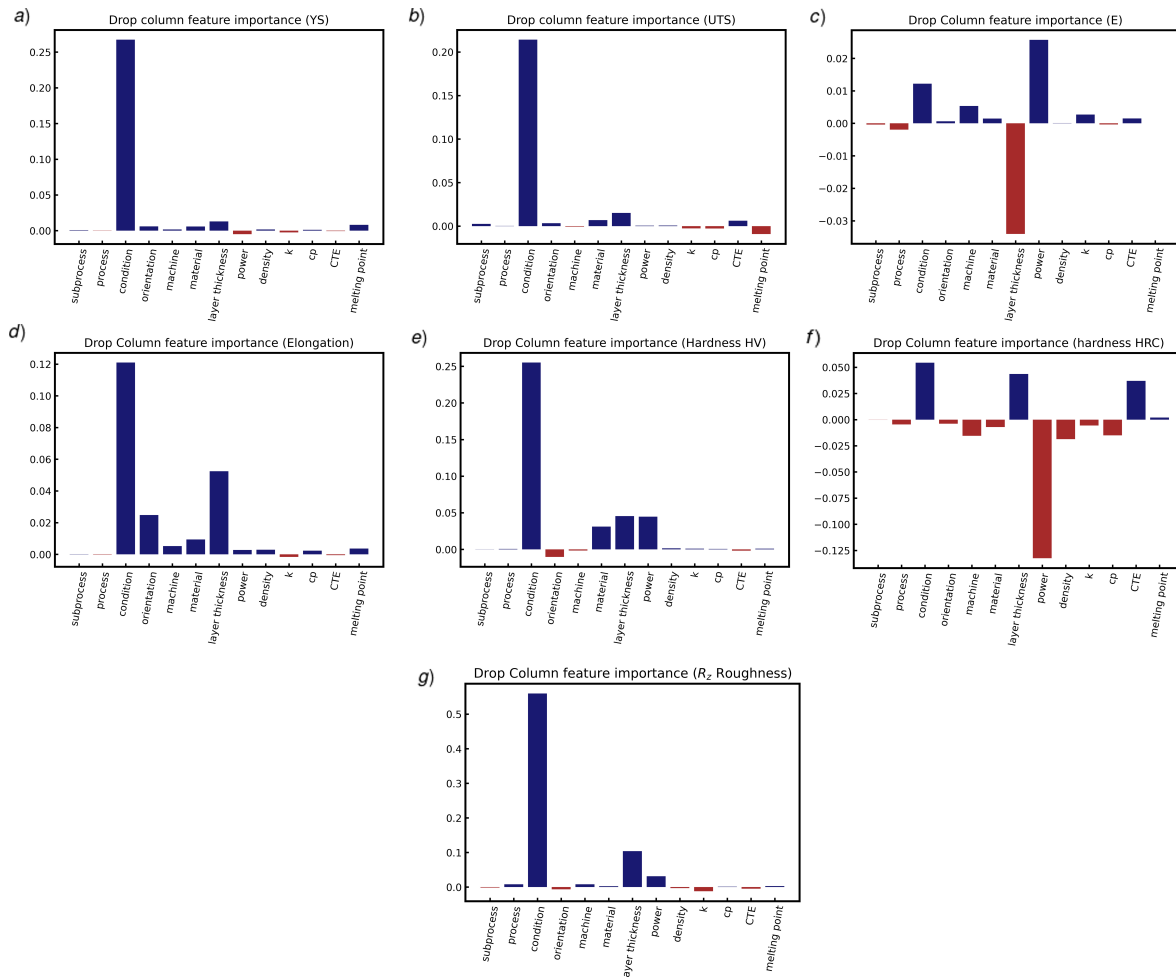 a)
Drop column feature importance (YS)
0.25
0.20
0.15
0.10
0.05
0.00
subprocess
process
condition
orientation
machine
material
layer thickness
power
density
k
cp
CTE
melting point
b)
Drop column feature importance (UTS)
0.20
0.15
0.10
0.05
0.00
subprocess
process
condition
orientation
machine
material
layer thickness
power
density
k
cp
CTE
melting point
c)
Drop Column feature importance (E)
0.02
0.01
0.00
−0.01
−0.02
−0.03
subprocess
process
condition
orientation
machine
material
layer thickness
power
density
k
cp
CTE
melting point
d)
Drop Column feature importance (Elongation)
0.12
0.10
0.08
0.06
0.04
0.02
0.00
subprocess
process
condition
orientation
machine
material
layer thickness
power
density
k
cp
CTE
melting point
e)
Drop Column feature importance (Hardness HV)
0.25
0.20
0.15
0.10
0.05
0.00
subprocess
process
condition
orientation
machine
material
layer thickness
power
density
k
cp
CTE
melting point
f)
Drop Column feature importance (hardness HRC)
0.050
0.025
0.000
−0.025
−0.050
−0.075
−0.100
−0.125
subprocess
process
condition
orientation
machine
material
layer thickness
power
density
k
cp
CTE
melting point
g)
Drop Column feature importance (Rz Roughness)
0.5
0.4
0.3
0.2
0.1
0.0
subprocess
process
condition
orientation
machine
material
layer thickness
power
density
k
cp
CTE
melting point